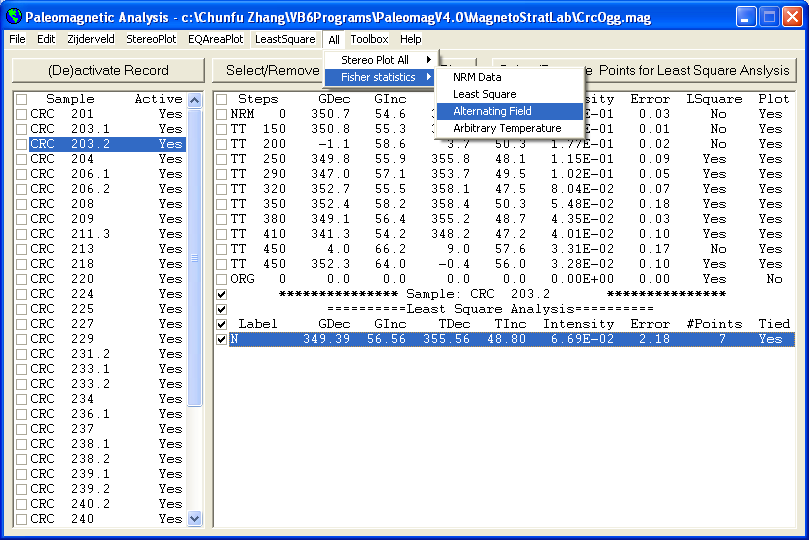 Paleomagnetic Analysis - c:\Chunfu Zhang\VB6Programs\PaleomagV4.0\MagnetoStratLab\CrcOgg.mag
File Edit Zijderveld StereoPlot EQAreaPlot LeastSquare All Toolbox Help
(De)activate Record
Select/Remove
Points for Least Square Analysis
Stereo Plot All
Fisher statistics
NRM Data
Least Square
Alternating Field
Arbitrary Temperature
Sample Active
CRC 201 Yes
CRC 203.1 Yes
CRC 203.2 Yes
CRC 204 Yes
CRC 206.1 Yes
CRC 206.2 Yes
CRC 208 Yes
CRC 209 Yes
CRC 211.3 Yes
CRC 213 Yes
CRC 218 Yes
CRC 220 Yes
CRC 224 Yes
CRC 225 Yes
CRC 227 Yes
CRC 229 Yes
CRC 231.2 Yes
CRC 233.1 Yes
CRC 233.2 Yes
CRC 234 Yes
CRC 236.1 Yes
CRC 237 Yes
CRC 238.1 Yes
CRC 238.2 Yes
CRC 239.1 Yes
CRC 239.2 Yes
CRC 240.2 Yes
CRC 240 Yes
Steps GDec GInc Error LSquare Plot
NRM 0 350.7 54.6 0.03 No Yes
TT 150 350.8 55.3 0.01 No Yes
TT 200 -1.1 58.6 3.7 50.3 1.77E-01 0.02 No Yes
TT 250 349.8 55.9 355.8 48.1 1.15E-01 0.09 Yes Yes
TT 290 347.0 57.1 353.7 49.5 1.02E-01 0.05 Yes Yes
TT 320 352.7 55.5 358.1 47.5 8.04E-02 0.07 Yes Yes
TT 350 352.4 58.2 358.4 50.3 5.48E-02 0.18 Yes Yes
TT 380 349.1 56.4 355.2 48.7 4.35E-02 0.03 Yes Yes
TT 410 341.3 54.2 348.2 47.2 4.01E-02 0.10 Yes Yes
TT 450 4.0 66.2 9.0 57.6 3.31E-02 0.17 No Yes
TT 450 352.3 64.0 -0.4 56.0 3.28E-02 0.10 Yes Yes
ORG 0 0.0 0.0 0.0 0.0 0.00E+00 0.00 Yes No
*************** Sample: CRC 203.2 ***************
==========Least Square Analysis==========
Label GDec GInc TDec TInc Intensity Error #Points Tied
N 349.39 56.56 355.56 48.80 6.69E-02 2.18 7 Yes